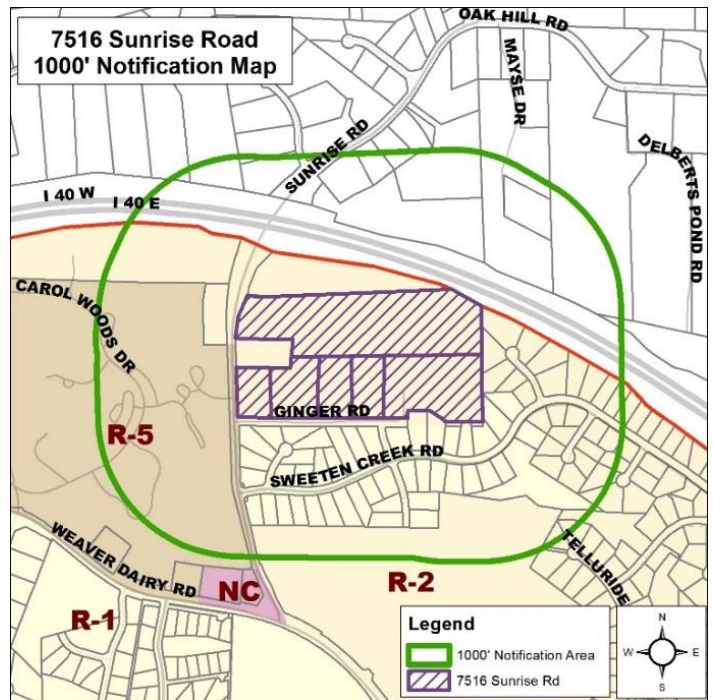 7516 Sunrise Road
1000' Notification Map
OAK HILL RD
MAYSE DR
SUNRISE RD
DELBERTS POND RD
I 40 W
I 40 E
CAROL WOODS DR
GINGER RD
R-5
SWEETEN CREEK RD
WEAVER DAIRY RD
TELLURIDE
NC
R-2
R-1
Legend
1000' Notification Area
7516 Sunrise Rd
N
W
E
S